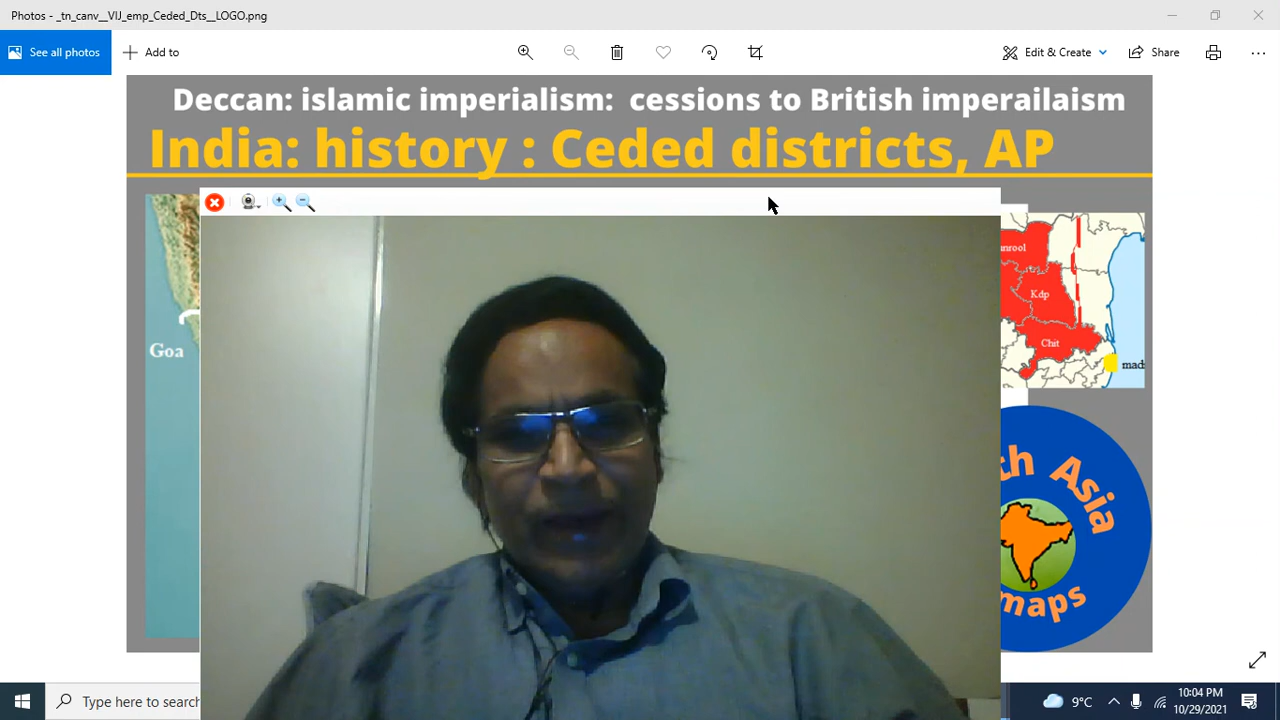 Photos - _tn_canv__VIJ_emp_Ceded_Dts__LOGO.png
See all photos
Add to
Edit & Create
Share
Deccan: islamic imperialism:  cessions to British imperailaism
India: history : Ceded districts, AP
Goa
Kdp
Chit
Asia
maps
Type here to search
9°C
10:04 PM
10/29/2021